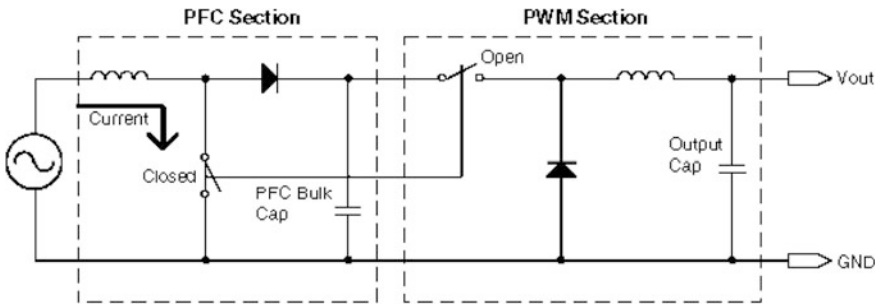 PFC Section
PWM Section
Open
Vout
Current
Closed
PFC Bulk
Cap
Output
Cap
GND